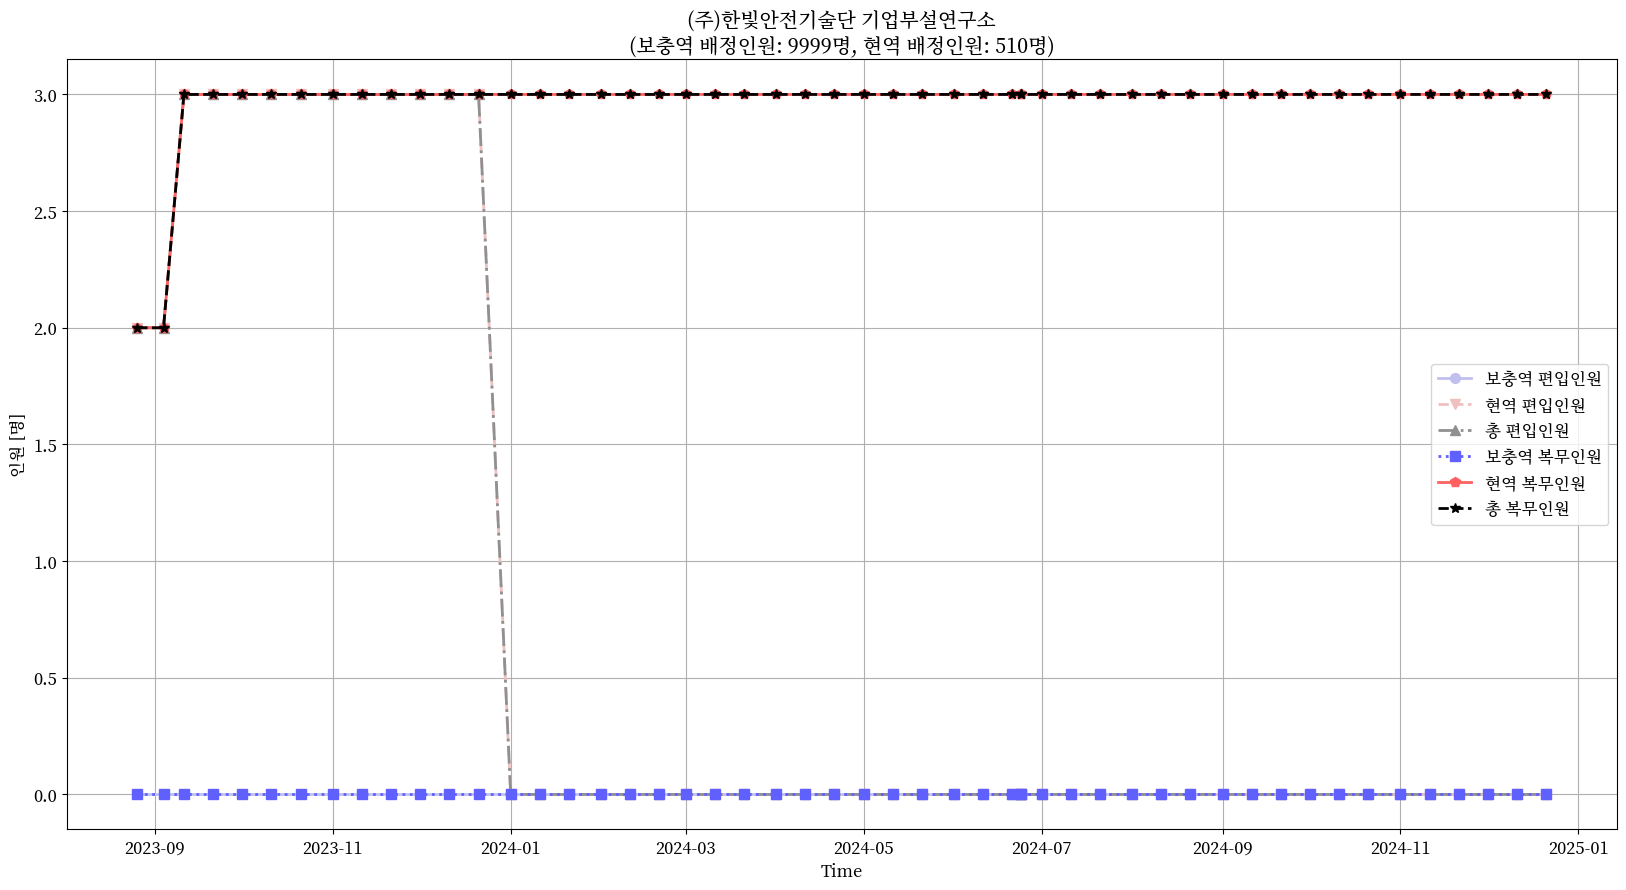 (주)한빛안전기술단 기업부설연구소
(보충역 배정인원: 9999명, 현역 배정인원: 510명)
3.0
2.5
2.0
1.5
1.0
0.5
0.0
인원 [명]
보충역 편입인원
현역 편입인원
총 편입인원
보충역 복무인원
현역 복무인원
총 복무인원
2023-09 2023-11 2024-01 2024-03 2024-05 2024-07 2024-09 2024-11 2025-01
Time